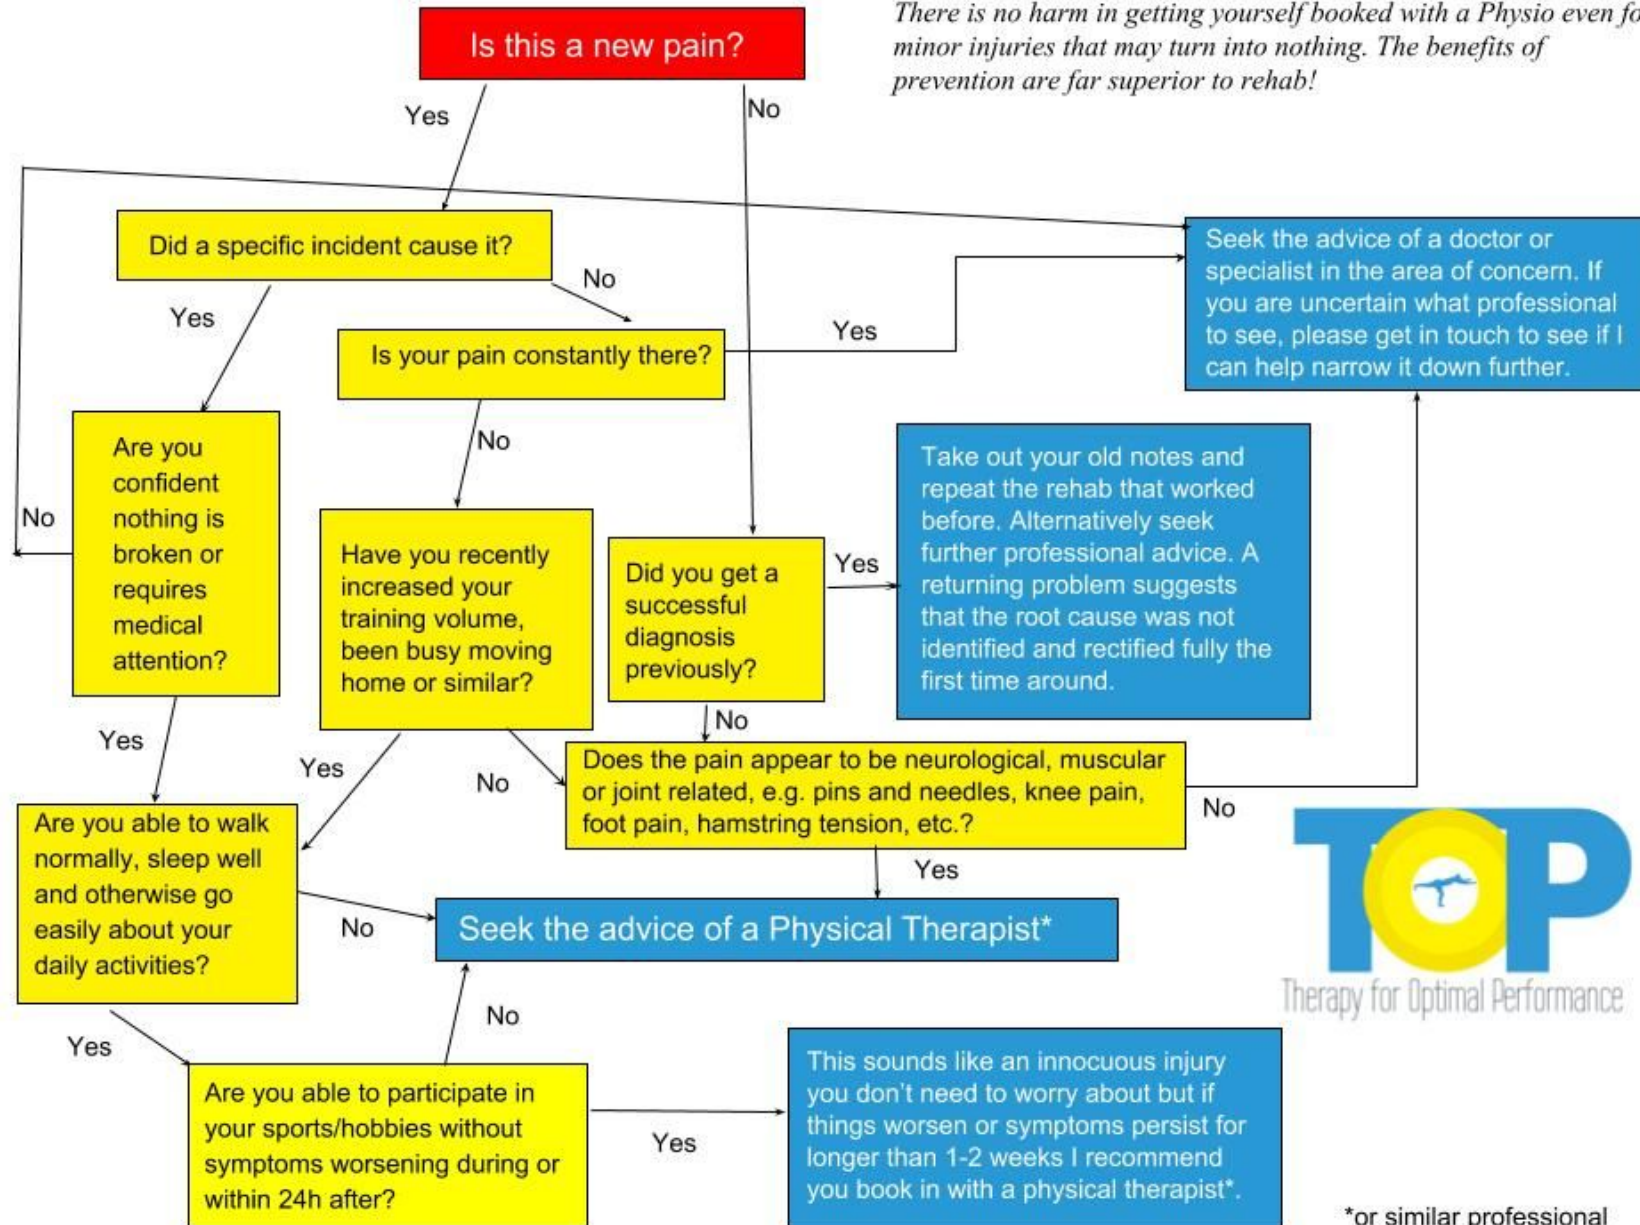 There is no harm in getting yourself booked with a Physio even fo
minor injuries that may turn into nothing. The benefits of
prevention are far superior to rehab!
Is this a new pain?
Yes
No
Did a specific incident cause it?
Yes
No
Is your pain constantly there?
Yes
No
Seek the advice of a doctor or
specialist in the area of concern. If
you are uncertain what professional
to see, please get in touch to see if I
can help narrow it down further.
Are you
confident
nothing is
broken or
requires
medical
attention?
No
Yes
Have you recently
increased your
training volume,
been busy moving
home or similar?
Yes
No
Did you get a
successful
diagnosis
previously?
Yes
No
Take out your old notes and
repeat the rehab that worked
before. Alternatively seek
further professional advice. A
returning problem suggests
that the root cause was not
identified and rectified fully the
first time around.
Does the pain appear to be neurological, muscular
or joint related, e.g. pins and needles, knee pain,
foot pain, hamstring tension, etc.?
No
Yes
Are you able to walk
normally, sleep well
and otherwise go
easily about your
daily activities?
No
Yes
Seek the advice of a Physical Therapist*
TOP
Therapy for Optimal Performance
Are you able to participate in
your sports/hobbies without
symptoms worsening during or
within 24h after?
No
Yes
This sounds like an innocuous injury
you don't need to worry about but if
things worsen or symptoms persist for
longer than 1-2 weeks I recommend
you book in with a physical therapist*.
*or similar professional